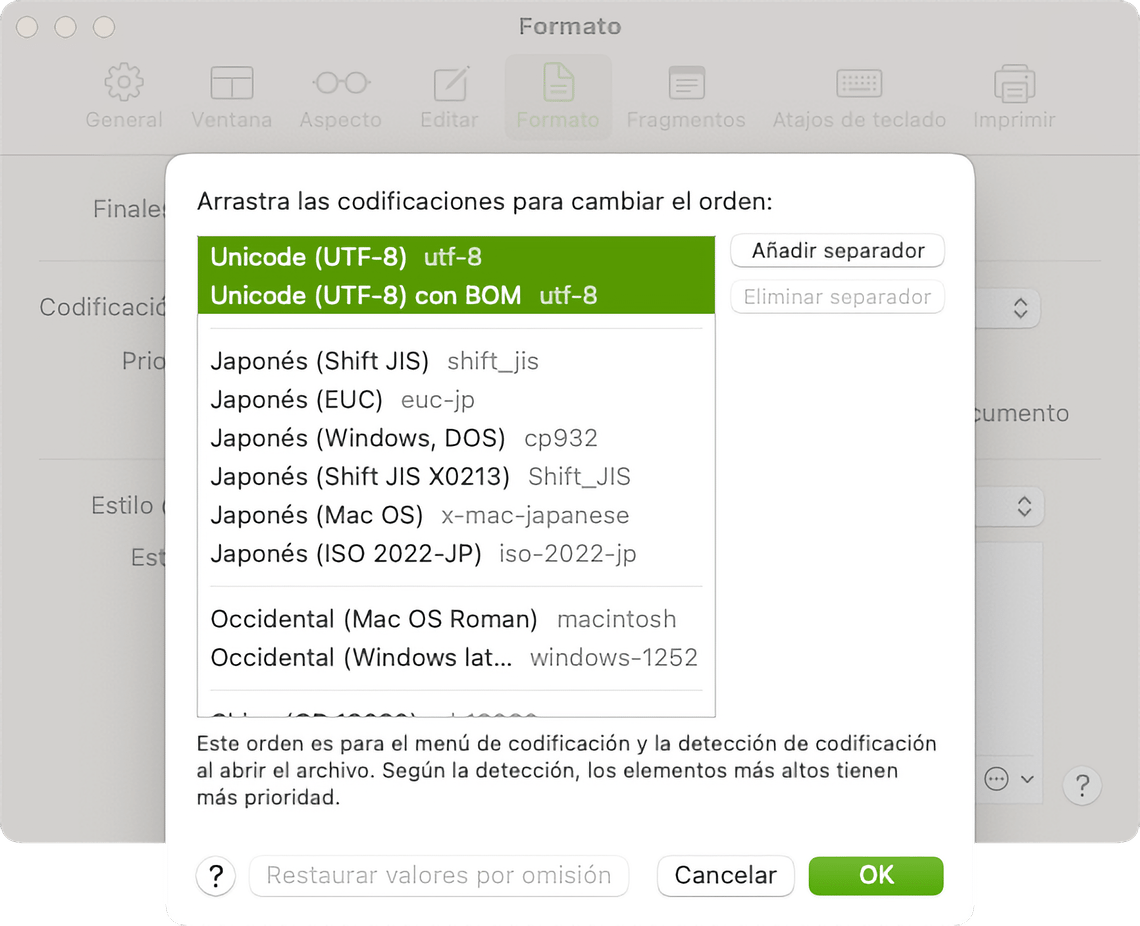 Formato
General Ventana Aspecto Editar Formato Fragmentos Atajos de teclado Imprimir
Arrastra las codificaciones para cambiar el orden:
Finales
Unicode (UTF-8) utf-8
Añadir separador
Unicode (UTF-8) con BOM utf-8
Eliminar separador
Japonés (Shift JIS) shift_jis
Japonés (EUC) euc-jp
Japonés (Windows, DOS) cp932
Japonés (Shift JIS X0213) Shift_JIS
Estilo
Japonés (Mac OS) x-mac-japanese
Japonés (ISO 2022-JP) iso-2022-jp
Occidental (Mac OS Roman) macintosh
Occidental (Windows lat... windows-1252
Este orden es para el menú de codificación y la detección de codificación
al abrir el archivo. Según la detección, los elementos más altos tienen
más prioridad.
?
? Restaurar valores por omisión Cancelar OK